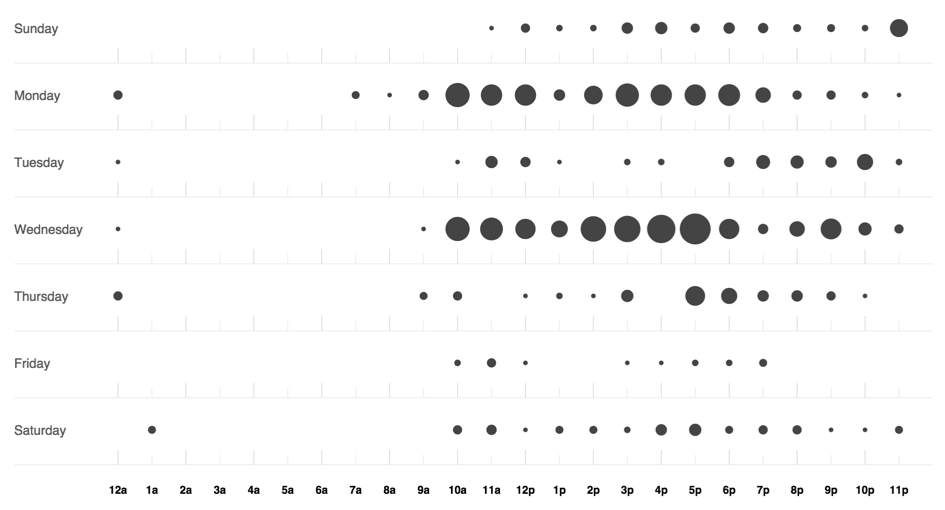 Sunday
Monday
Tuesday
Wednesday
Thursday
Friday
Saturday
12a 1a 2a 3a 4a 5a 6a 7a 8a 9a 10a 11a 12p 1p 2p 3p 4p 5p 6p 7p 8p 9p 10p 11p